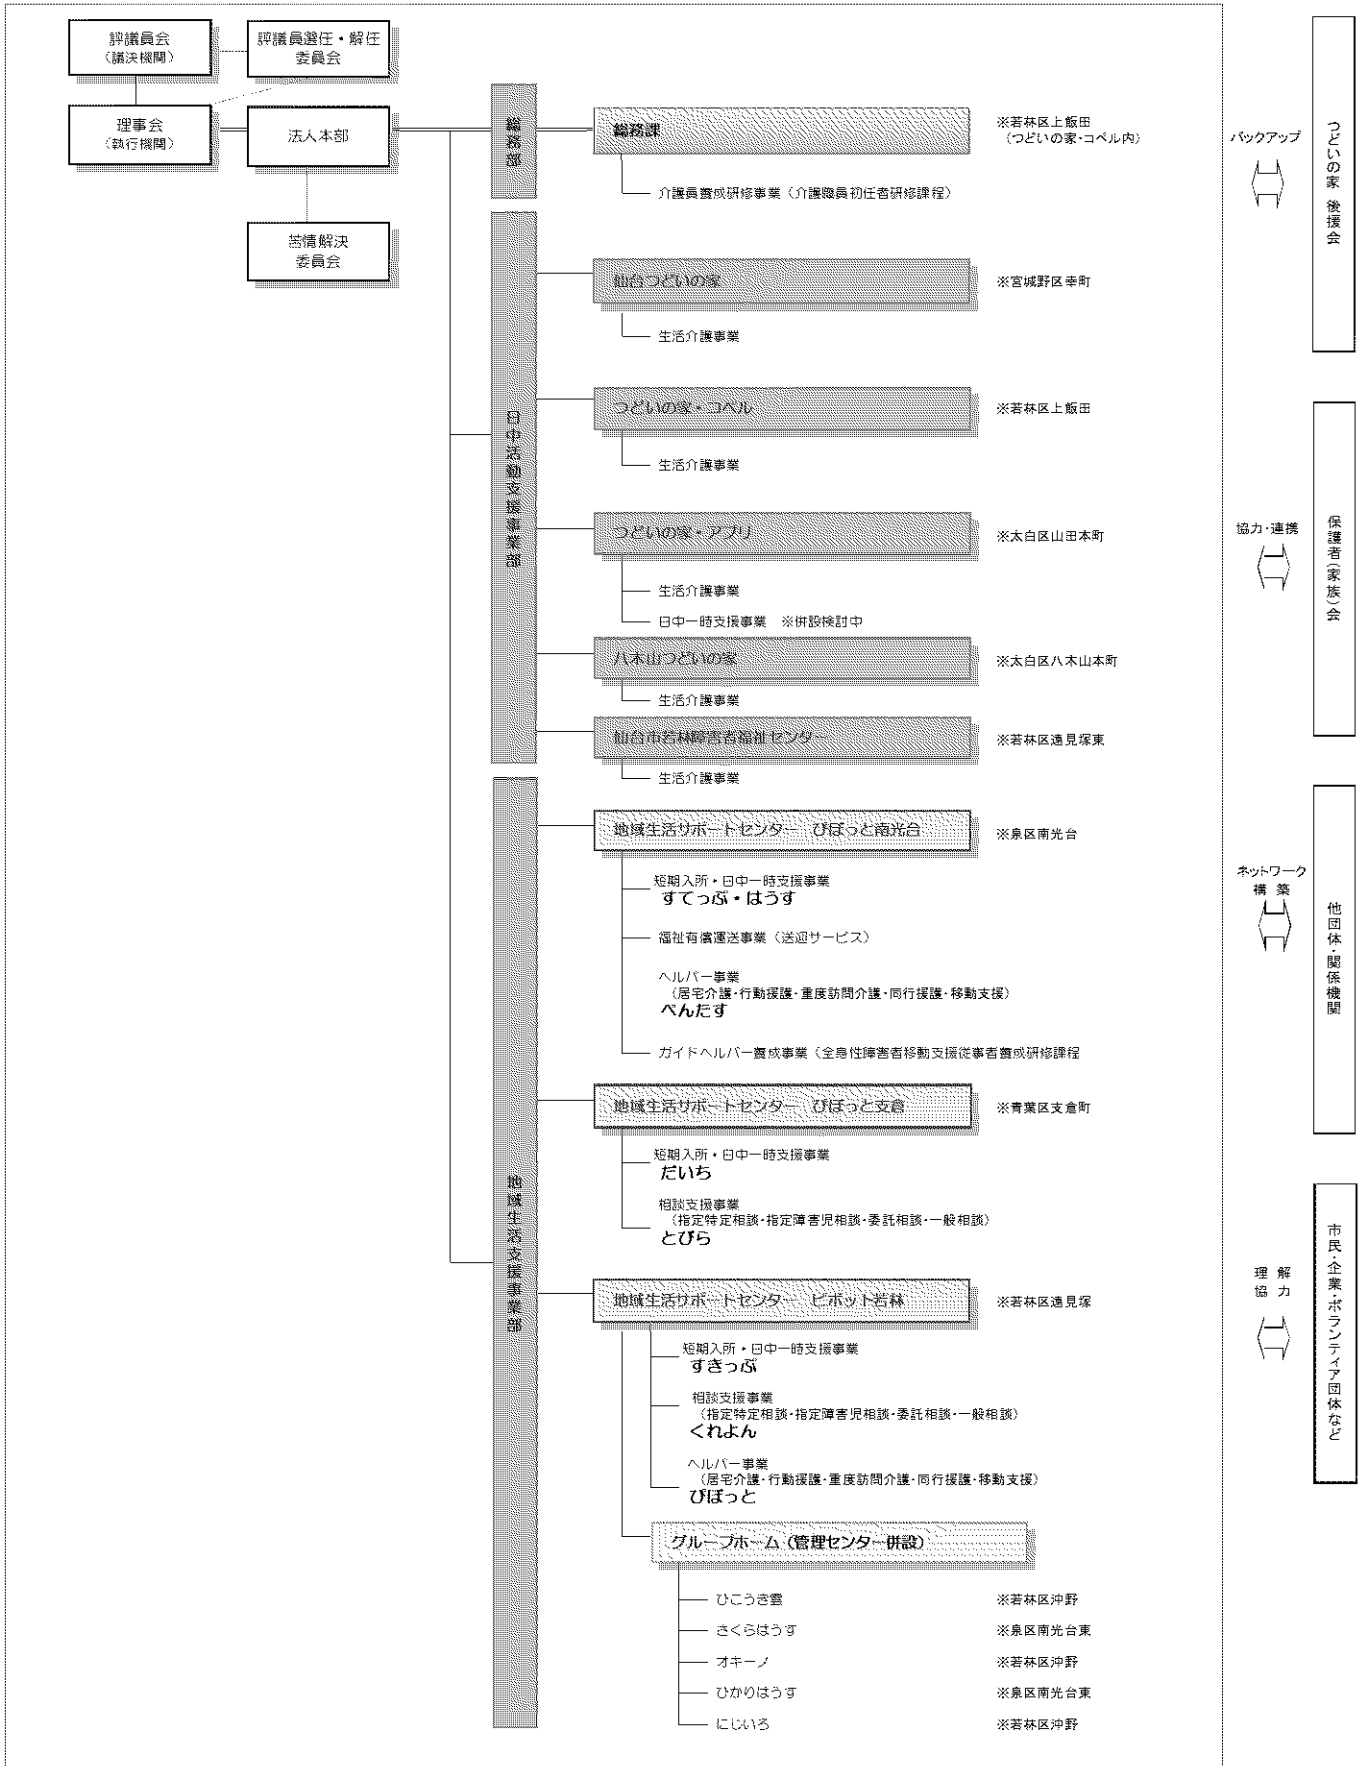 評議員会
（議決機関）
評議員選任・解任
委員会
理事会
（執行機関）
法人本部
苦情解決
委員会
総務部
総務課
※若林区上飯田
（つどいの家・コペル内）
介護員養成研修事業（介護職員初任者研修課程）
日中活動支援事業部
仙台つどいの家
※宮城野区幸町
生活介護事業
つどいの家・コペル
※若林区上飯田
生活介護事業
つどいの家・アプリ
※太白区山田本町
生活介護事業
日中一時支援事業　※併設検討中
八木山つどいの家
※太白区八木山本町
生活介護事業
仙台市若林障害者福祉センター
※若林区遠見塚東
生活介護事業
地域生活支援事業部
地域生活サポートセンター　ぴぼっと南光台
※泉区南光台
短期入所・日中一時支援事業
すてっぷ・はうす
福祉有償運送事業（送迎サービス）
ヘルパー事業
（居宅介護・行動援護・重度訪問介護・同行援護・移動支援）
ぺんたす
ガイドヘルパー養成事業（全身性障害者移動支援従事者養成研修課程
地域生活サポートセンター　ぴぼっと支倉
※青葉区支倉町
短期入所・日中一時支援事業
だいち
相談支援事業
（指定特定相談・指定障害児相談・委託相談・一般相談）
とびら
地域生活サポートセンター　ピボット若林
※若林区遠見塚
短期入所・日中一時支援事業
すきっぷ
相談支援事業
（指定特定相談・指定障害児相談・委託相談・一般相談）
くれよん
ヘルパー事業
（居宅介護・行動援護・重度訪問介護・同行援護・移動支援）
ぴぼっと
グループホーム（管理センター併設）
ひこうき雲
※若林区沖野
さくらはうす
※泉区南光台東
オキーノ
※若林区沖野
ひかりはうす
※泉区南光台東
にじいろ
※若林区沖野
バックアップ
つどいの家　後援会
協力・連携
保護者（家族）会
ネットワーク
構　築
他団体・関係機関
理　解
協　力
市民・企業・ボランティア団体など